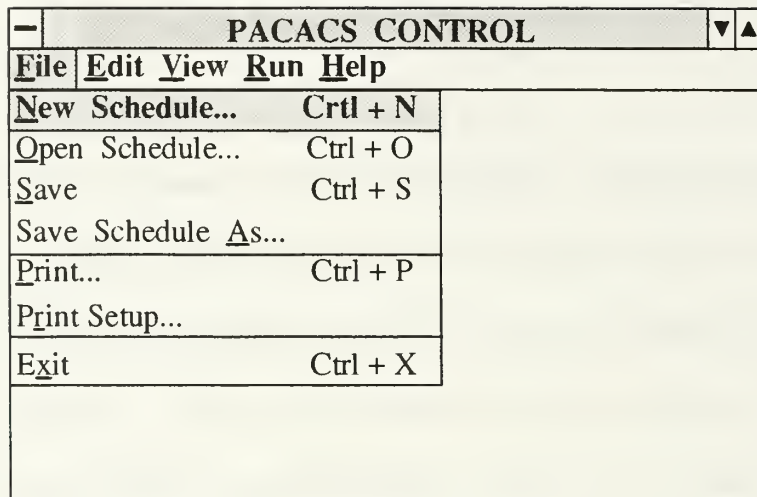 PACACS CONTROL
File Edit View Run Help
New Schedule... Crtl + N
Open Schedule... Ctrl + O
Save Ctrl + S
Save Schedule As...
Print... Ctrl + P
Print Setup...
Exit Ctrl + X